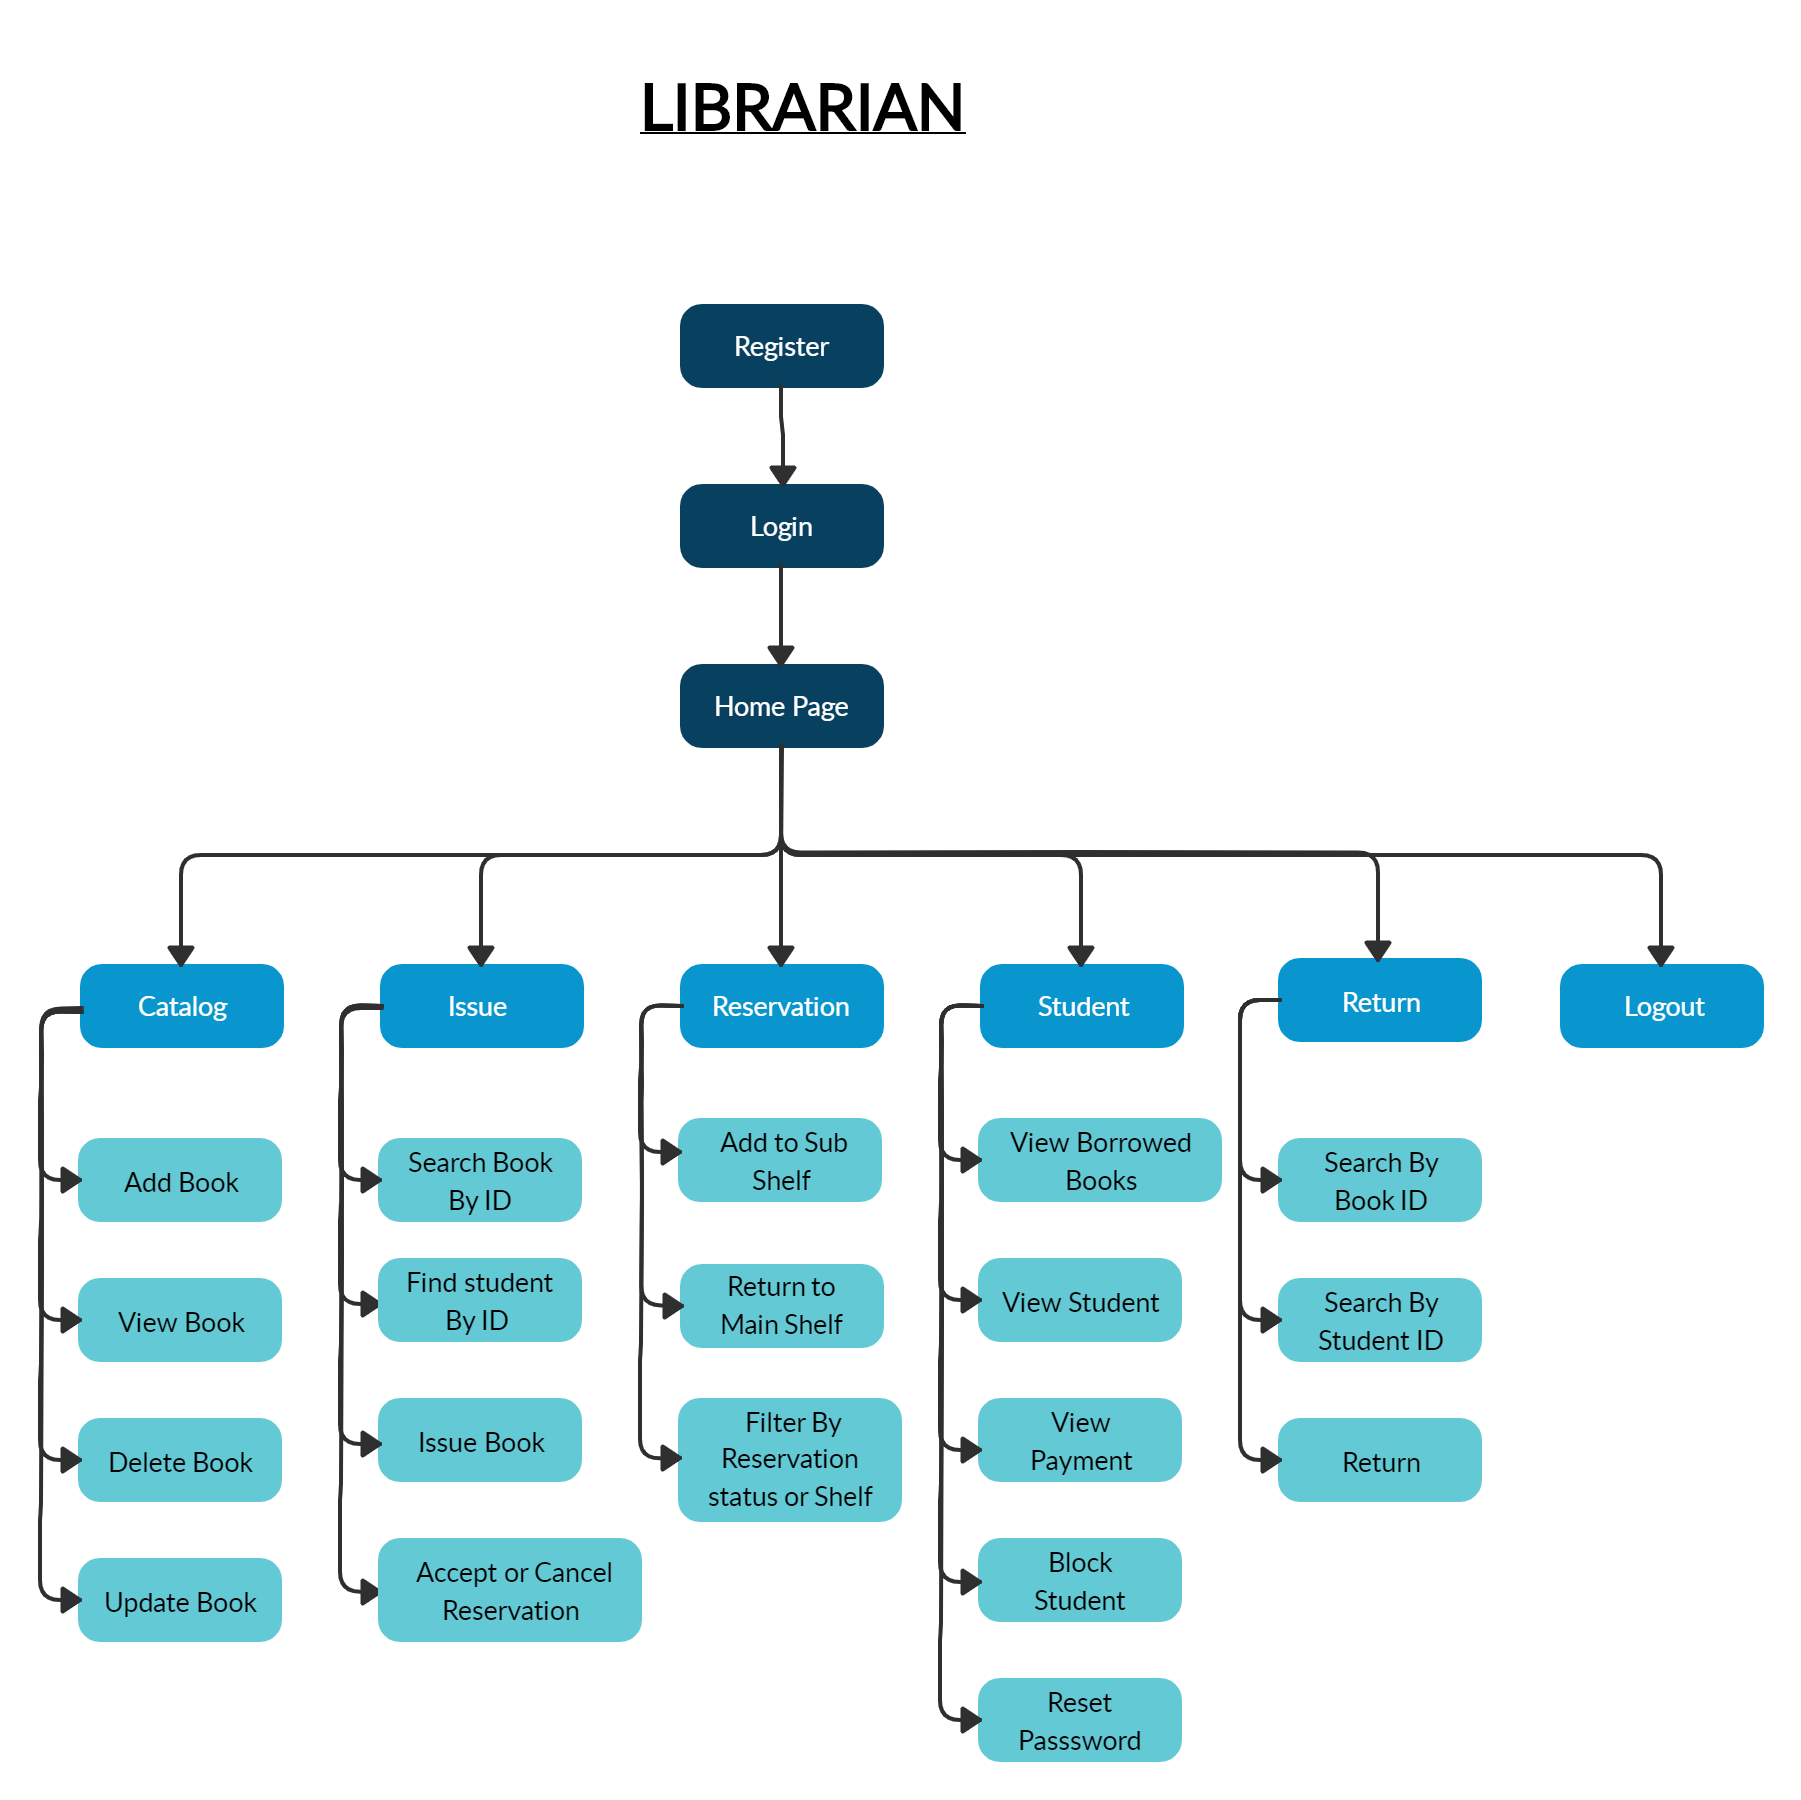 LIBRARIAN
Register
Login
Home Page
Catalog
Issue
Reservation
Student
Return
Logout
Add Book
View Book
Delete Book
Update Book
Search Book
By ID
Find student
By ID
Issue Book
Accept or Cancel
Reservation
Add to Sub
Shelf
Return to
Main Shelf
Filter By
Reservation
status or Shelf
View Borrowed
Books
View Student
View
Payment
Block
Student
Reset
Passsword
Search By
Book ID
Search By
Student ID
Return